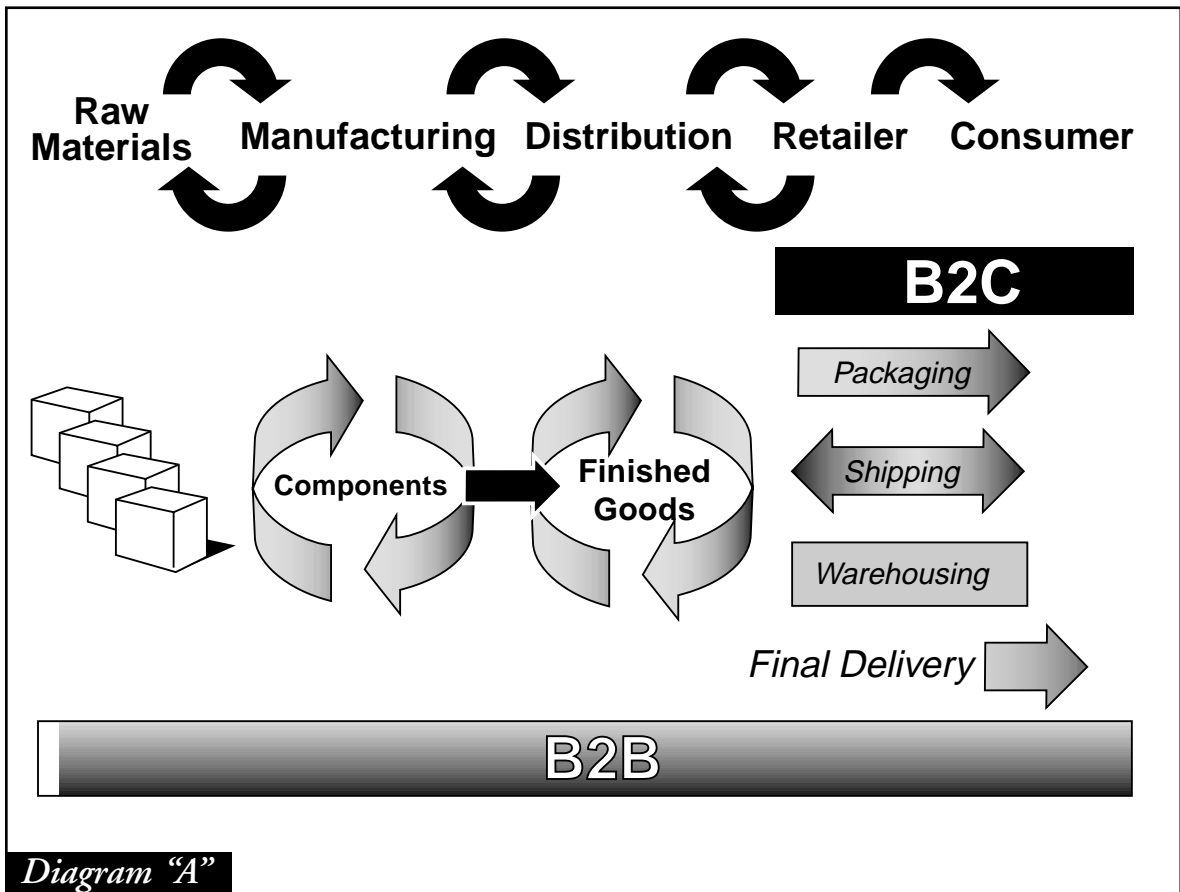 Raw
Materials
Manufacturing
Distribution
Retailer
Consumer
B2C
Packaging
Components
Finished
Goods
Shipping
Warehousing
Final Delivery
B2B
Diagram “A”